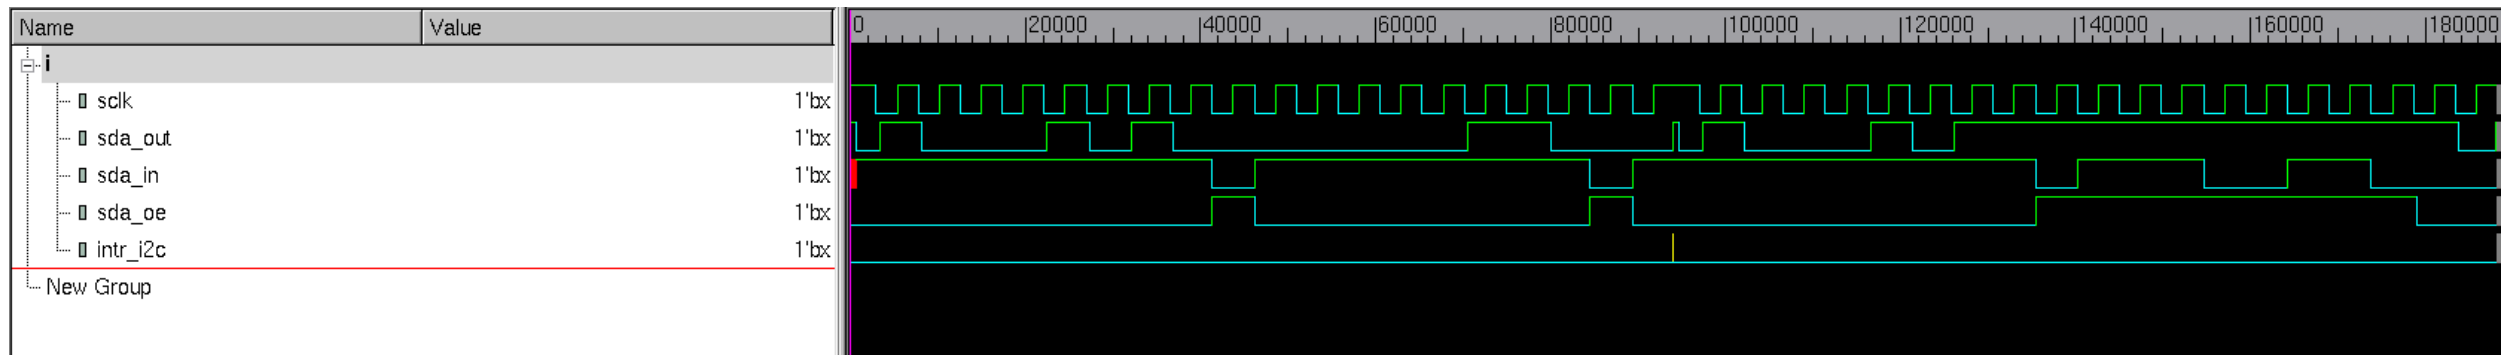 Name Value 0 |20000 |40000 |60000 |80000 |100000 |120000 |140000 |160000 |180000
i
sclk 1'bx
sda_out 1'bx
sda_in 1'bx
sda_oe 1'bx
intr_i2c 1'bx
New Group